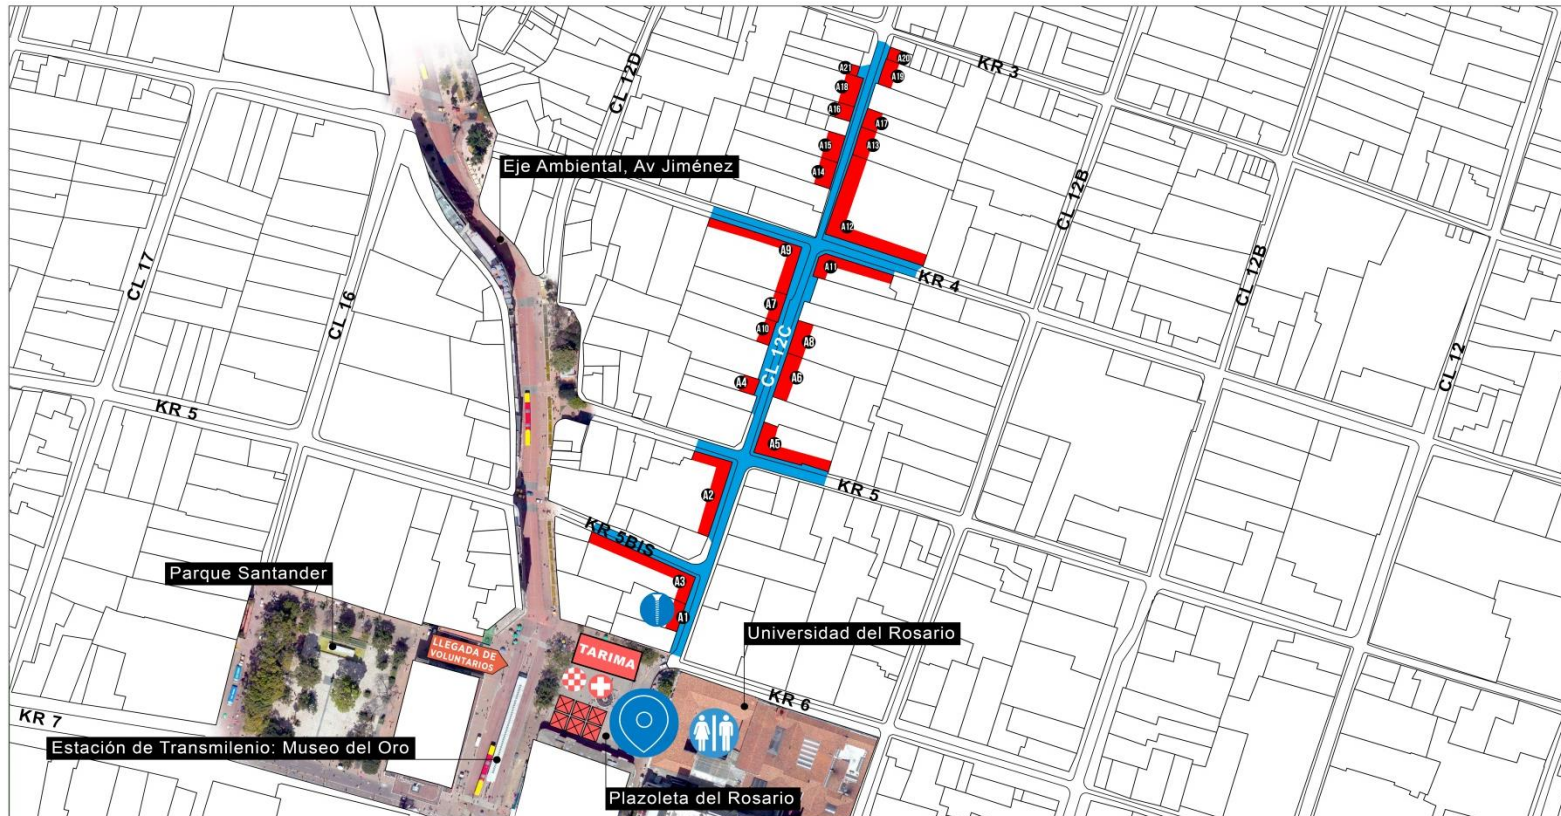 KR 3
A20
A19
A21
A18
A16
A17
A15
A13
A14
CL 12D
Eje Ambiental, Av Jiménez
CL 12B
A12
A9
A11
KR 4
CL 12B
CL 17
CL 16
A7
A10
A8
CL 12C
CL 12
A4
A6
KR 5
A5
KR 5
A2
KR 5BIS
Parque Santander
A3
A1
Universidad del Rosario
LLEGADA DE
VOLUNTARIOS
TARIMA
KR 6
KR 7
Estación de Transmilenio: Museo del Oro
Plazoleta del Rosario